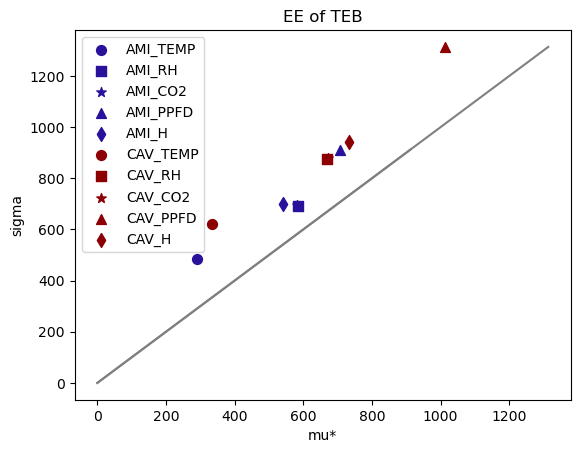 EE of TEB
AMI_TEMP
AMI_RH
AMI_CO2
AMI_PPFD
AMI_H
CAV_TEMP
CAV_RH
CAV_CO2
CAV_PPFD
CAV_H
sigma
1200
1000
800
600
400
200
0
0 200 400 600 800 1000 1200
mu*